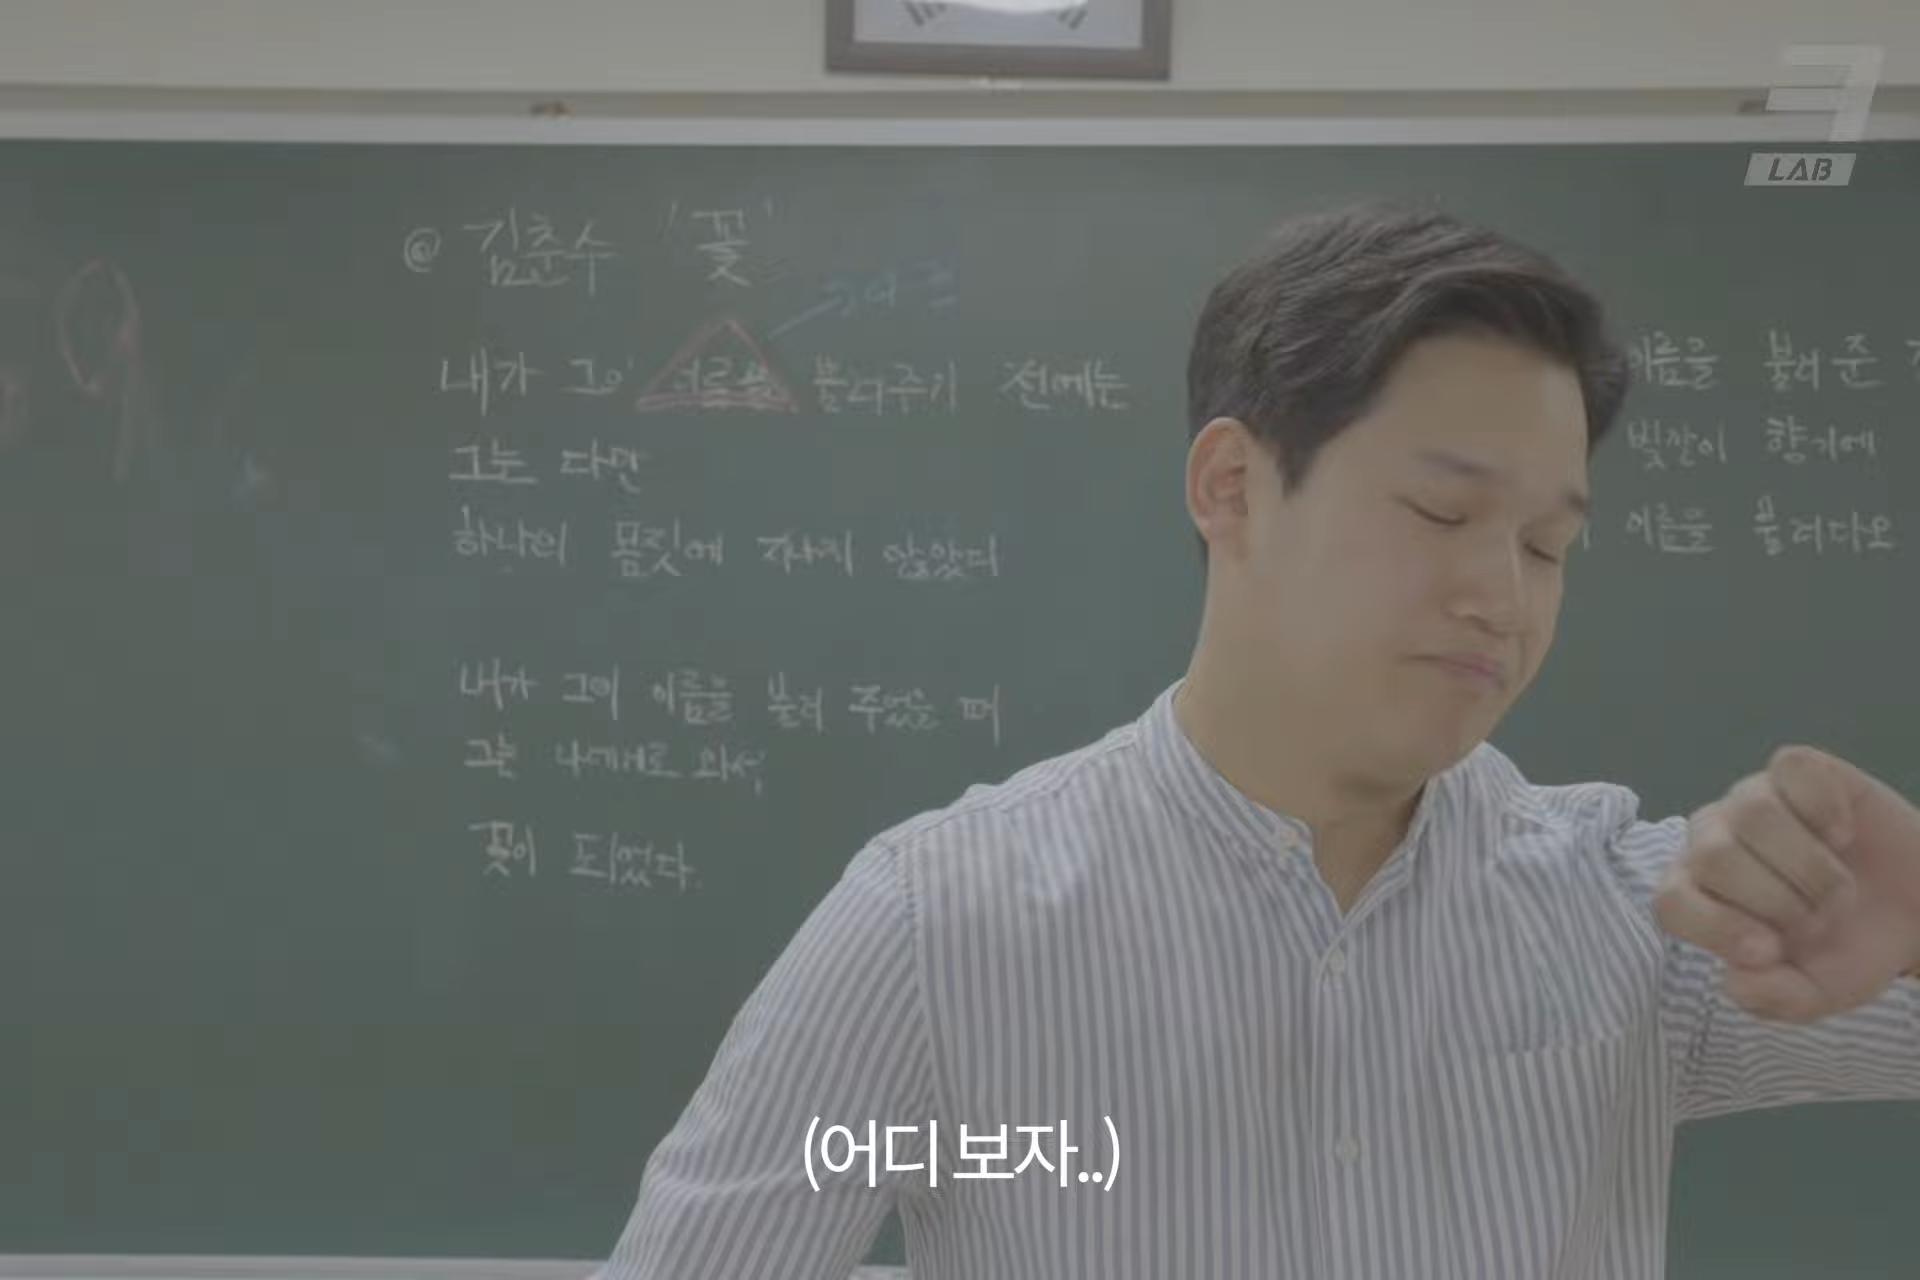 LAB
@ 김춘수 "꽃"
내가 그의 이름을 불러주기 전에는
그는 다만
하나의 몸짓에 지나지 않았다
내가 그의 이름을 불러 주었을 때
그는 나에게로 와서
꽃이 되었다.
이름을 불러 준
빛깔이 향기에
이름을 불러다오
(어디 보자..)